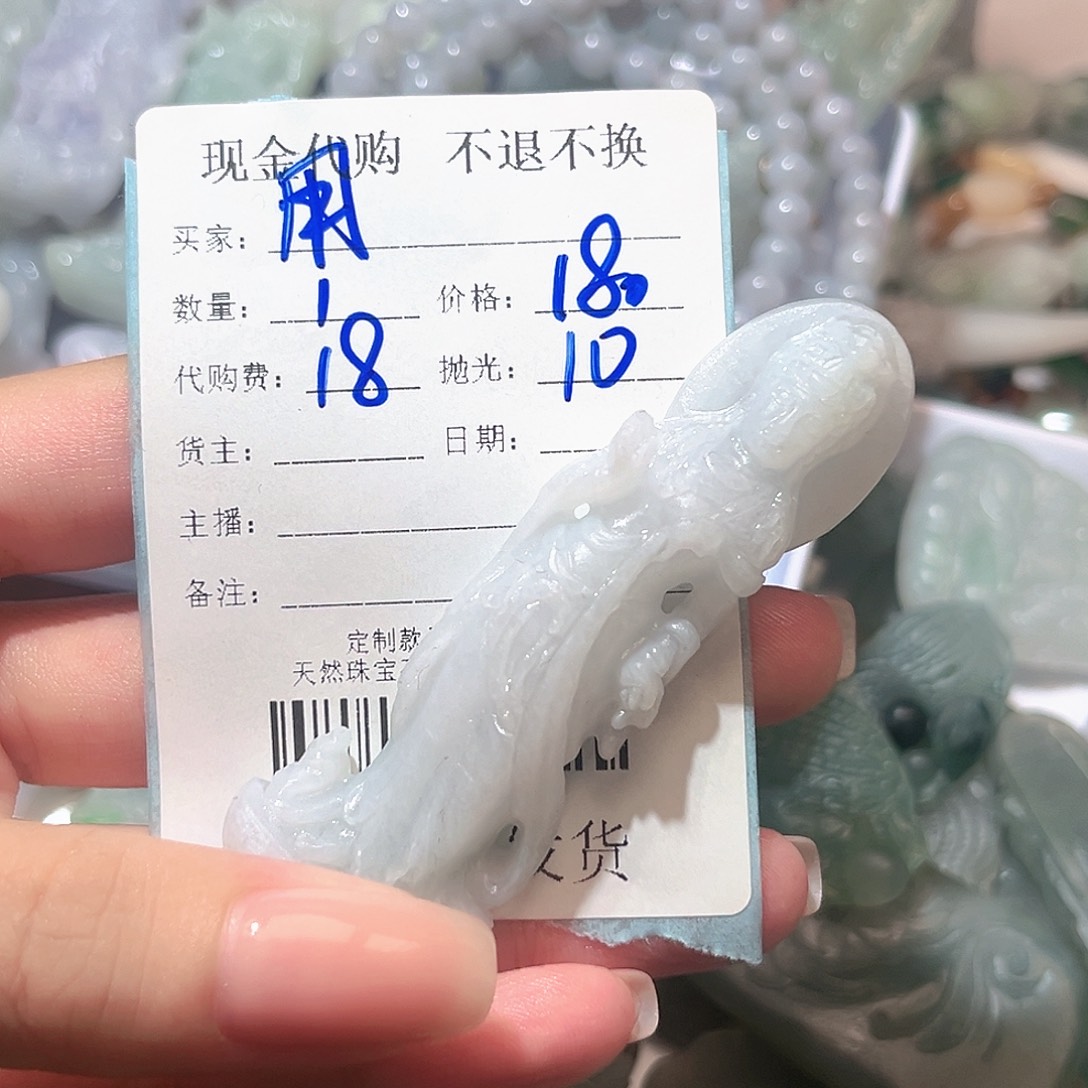 现金代购 不退不换
买家：
数量：1 价格：180
代购费：18 抛光：10
货主： 日期：
主播：
备注：
定制款
天然珠宝
货